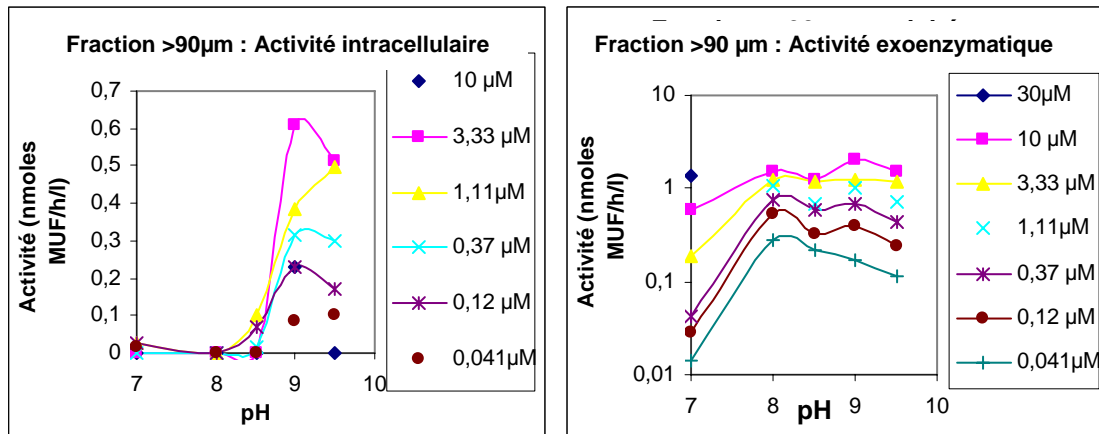 Fraction >90µm : Activité intracellulaire
Activité (nmoles
MUF/h/l)
0,7
0,6
0,5
0,4
0,3
0,2
0,1
0
7
8
9
10
pH
10 µM
3,33 µM
1,11µM
0,37 µM
0,12 µM
0,041µM
Fraction >90 µm : Activité exoenzymatique
Activité (nmoles
MUF/h/l)
10
1
0,1
0,01
7
8
9
10
pH
30µM
10 µM
3,33 µM
1,11µM
0,37 µM
0,12 µM
0,041µM